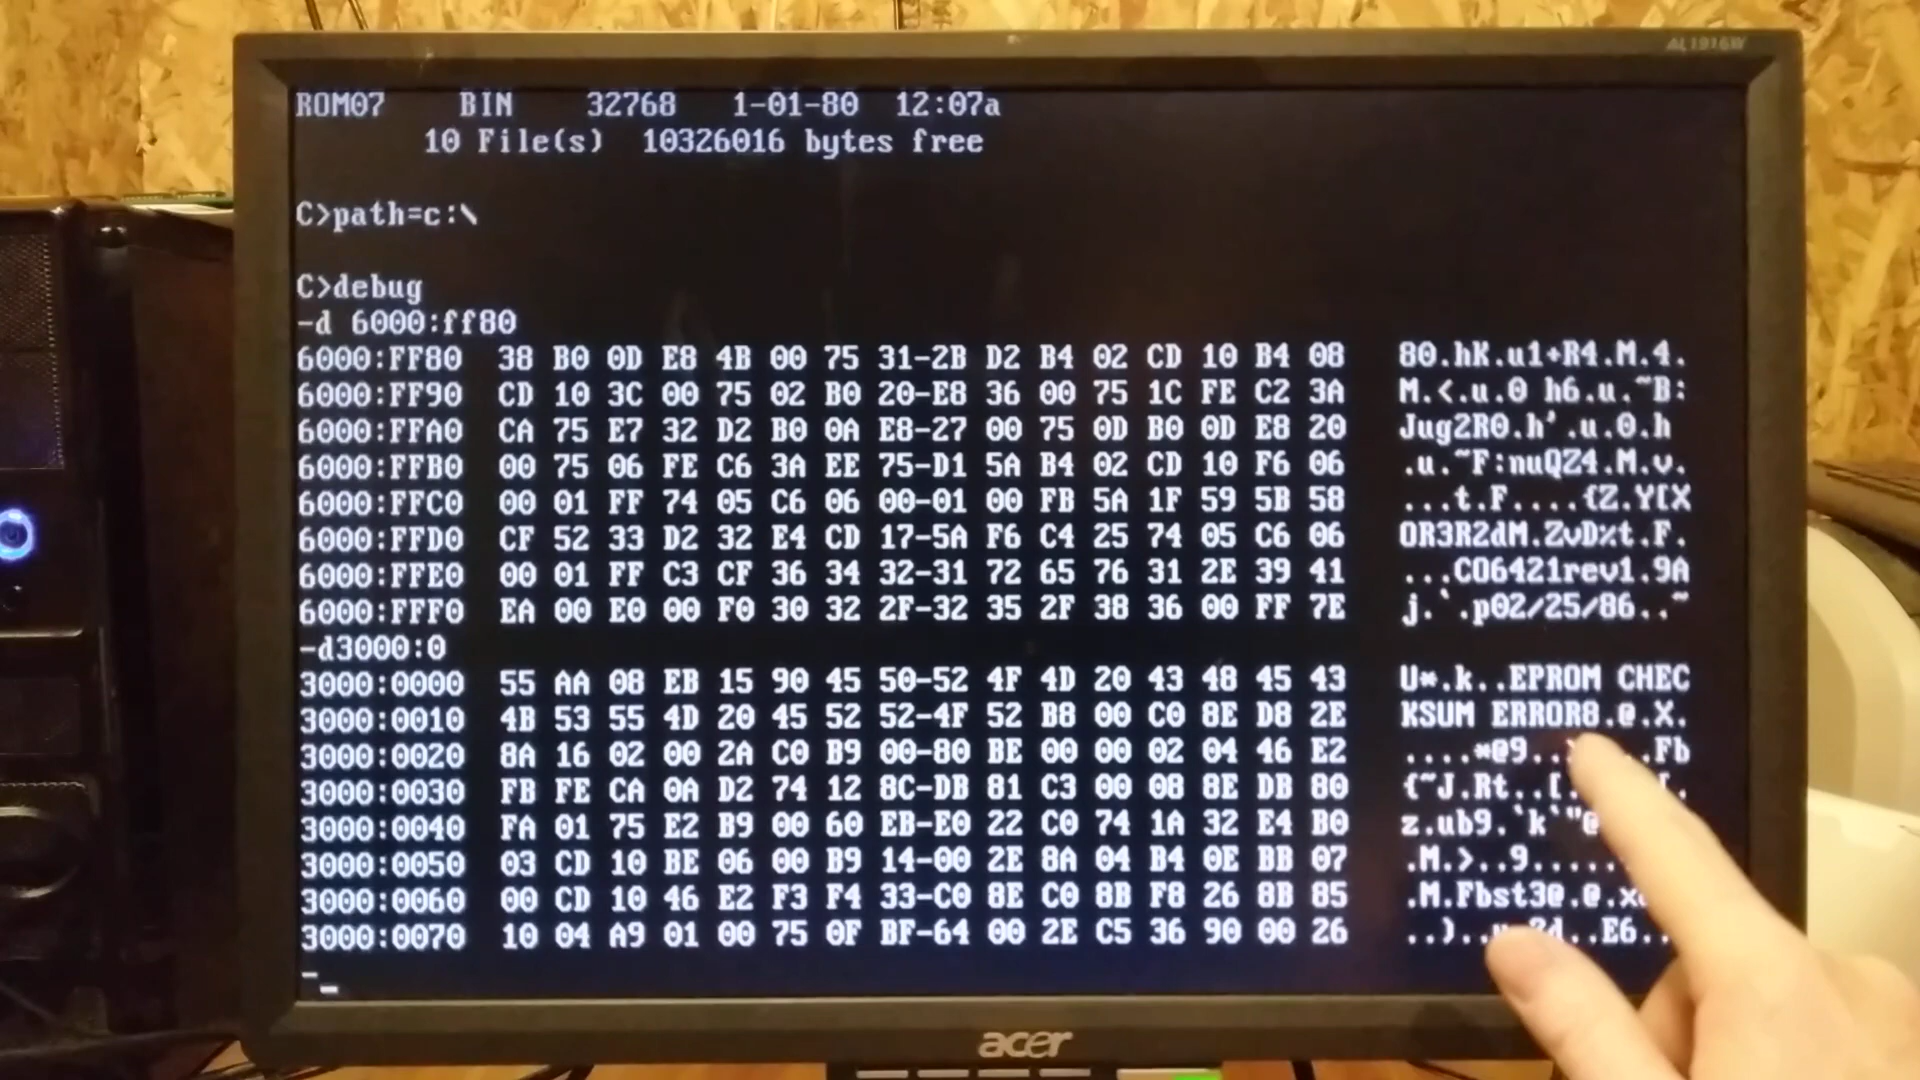 AL1916W
ROM07    BIN    32768   1-01-80  12:07a
10 File(s)  10326016 bytes free
C>path=c:\
C>debug
-d 6000:ff80
6000:FF80  38 B0 0D E8 4B 00 75 31-2B D2 B4 02 CD 10 B4 08   80.hK.u1+R4.M.4.
6000:FF90  CD 10 3C 00 75 02 B0 20-E8 36 00 75 1C FE C2 3A   M.<.u.0 h6.u.~B:
6000:FFA0  CA 75 E7 32 D2 B0 0A E8-27 00 75 0D B0 0D E8 20   Jug2R0.h'.u.0.h
6000:FFB0  00 75 06 FE C6 3A EE 75-D1 5A B4 02 CD 10 F6 06   .u.~F:nuQZ4.M.v.
6000:FFC0  00 01 FF 74 05 C6 06 00-01 00 FB 5A 1F 59 5B 58   ...t.F....{Z.Y[X
6000:FFD0  CF 52 33 D2 32 E4 CD 17-5A F6 C4 25 74 05 C6 06   OR3R2dM.ZvD%t.F.
6000:FFE0  00 01 FF C3 CF 36 34 32-31 72 65 76 31 2E 39 41   ...CO6421rev1.9A
6000:FFF0  EA 00 E0 00 F0 30 32 2F-32 35 2F 38 36 00 FF 7E   j.`.p02/25/86..~
-d3000:0
3000:0000  55 AA 08 EB 15 90 45 50-52 4F 4D 20 43 48 45 43   U*.k..EPROM CHEC
3000:0010  4B 53 55 4D 20 45 52 52-4F 52 B8 00 C0 8E D8 2E   KSUM ERROR8.@.X.
3000:0020  8A 16 02 00 2A C0 B9 00-80 BE 00 00 02 04 46 E2   ....*@9.. .Fb
3000:0030  FB FE CA 0A D2 74 12 8C-DB 81 C3 00 08 8E DB 80   {~J.Rt..[. [.
3000:0040  FA 01 75 E2 B9 00 60 EB-E0 22 C0 74 1A 32 E4 B0   z.ub9.`k`"@
3000:0050  03 CD 10 BE 06 00 B9 14-00 2E 8A 04 B4 0E BB 07   .M.>..9.....
3000:0060  00 CD 10 46 E2 F3 F4 33-C0 8E C0 8B F8 26 8B 85   .M.Fbst3@.@.x
3000:0070  10 04 A9 01 00 75 0F BF-64 00 2E C5 36 90 00 26   ..)..u ?d..E6..
-
acer